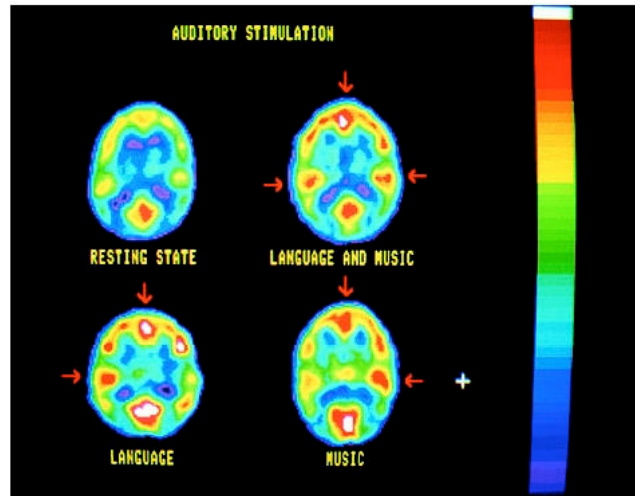 AUDITORY STIMULATION
RESTING STATE
LANGUAGE AND MUSIC
LANGUAGE
MUSIC